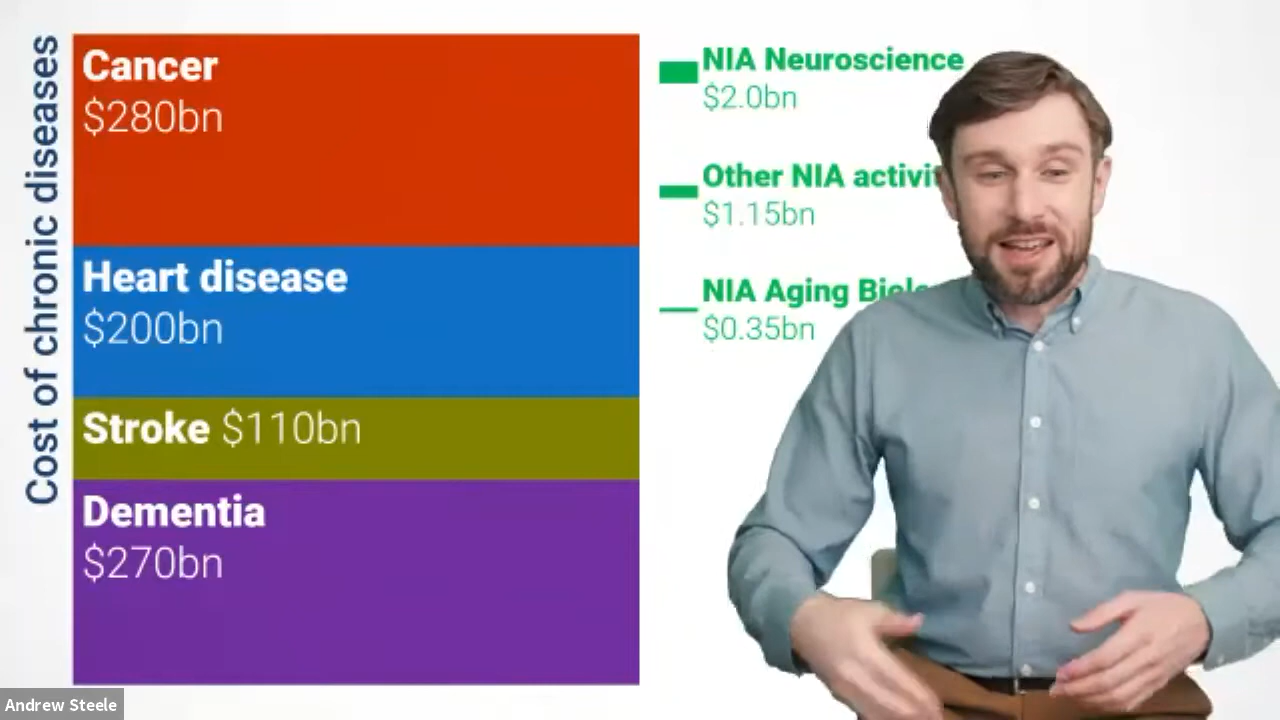 Cost of chronic diseases
Cancer
$280bn
Heart disease
$200bn
Stroke $110bn
Dementia
$270bn
NIA Neuroscience
$2.0bn
Other NIA
$1.15bn
NIA Aging
$0.35bn
Andrew Steele